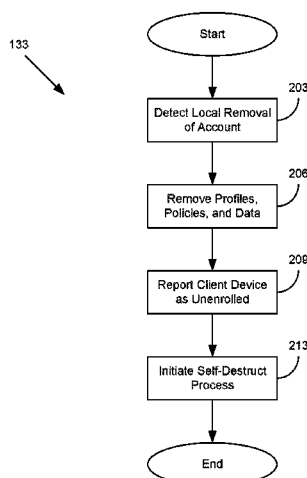 133
Start
203
Detect Local Removal
of Account
206
Remove Profiles,
Policies, and Data
209
Report Client Device
as Unenrolled
213
Initiate Self-Destruct
Process
End